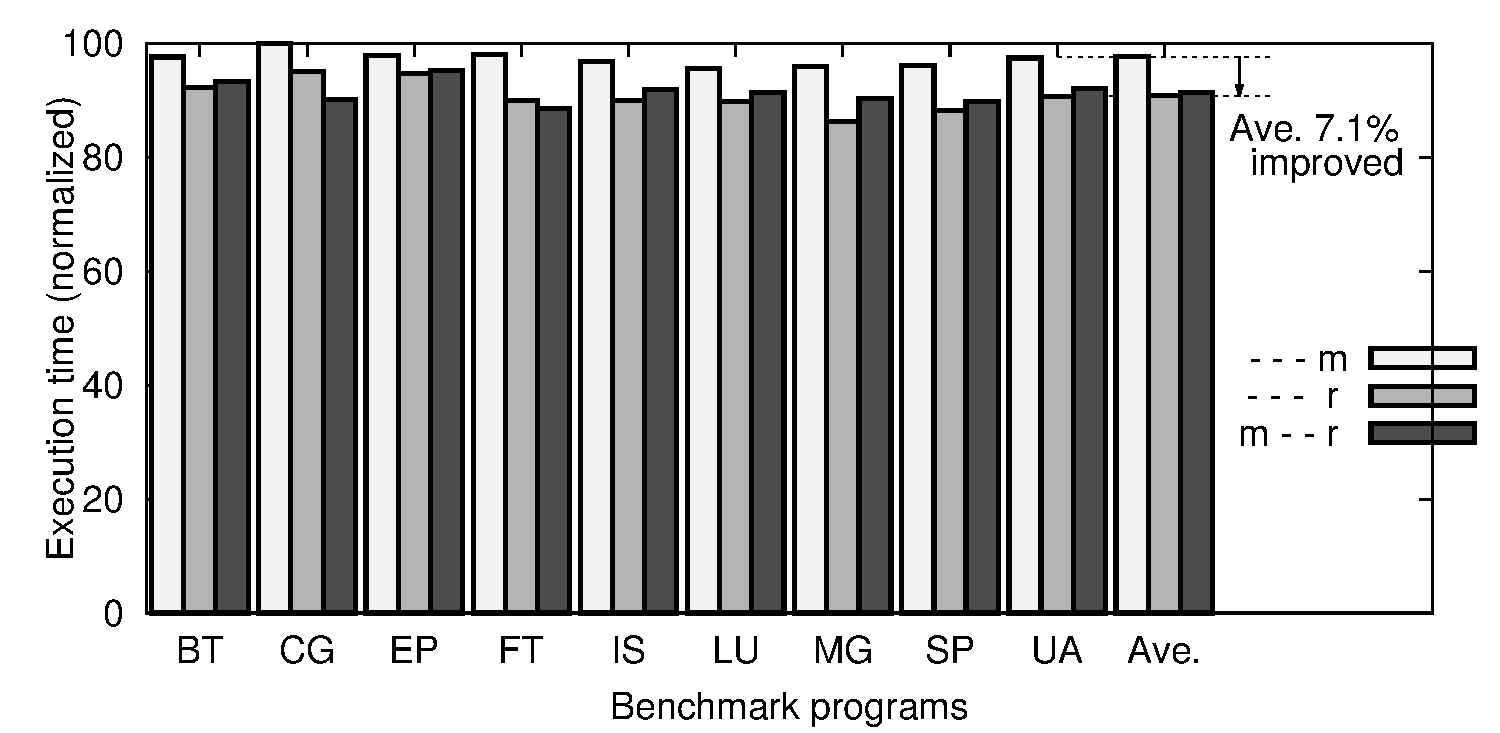 Execution time (normalized)
100
80
60
40
20
0
Ave. 7.1%
improved
- - - m
- - - r
m - - r
BT CG EP FT IS LU MG SP UA Ave.
Benchmark programs